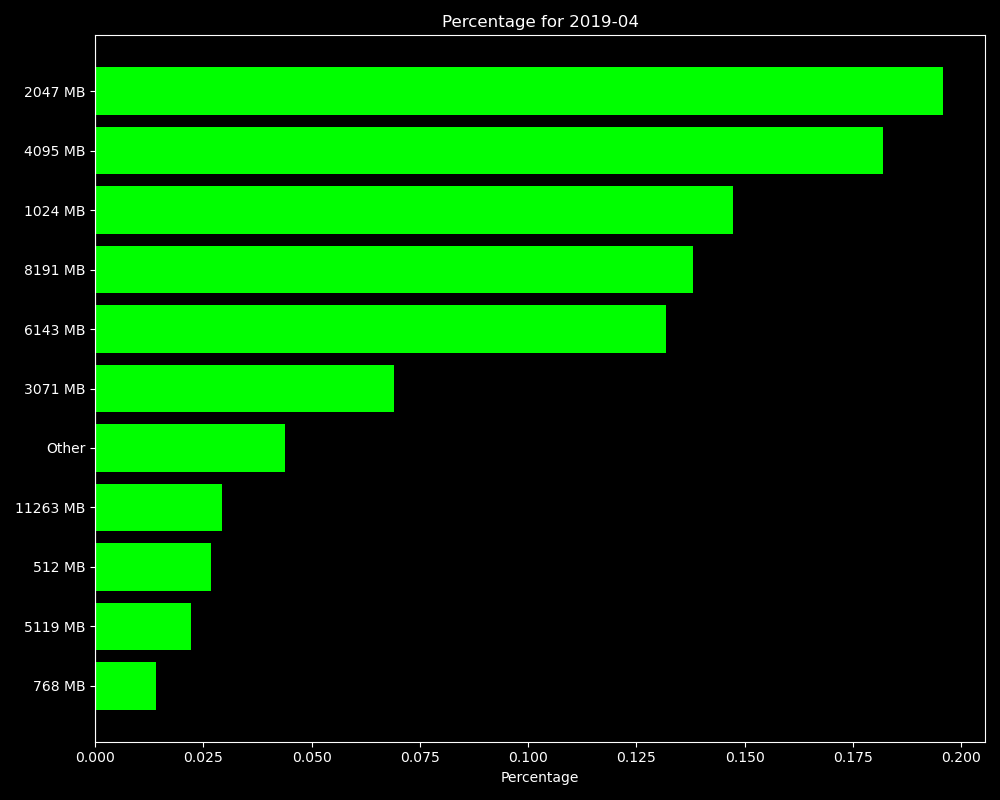 Percentage for 2019-04
2047 MB
4095 MB
1024 MB
8191 MB
6143 MB
3071 MB
Other
11263 MB
512 MB
5119 MB
768 MB
0.000 0.025 0.050 0.075 0.100 0.125 0.150 0.175 0.200
Percentage